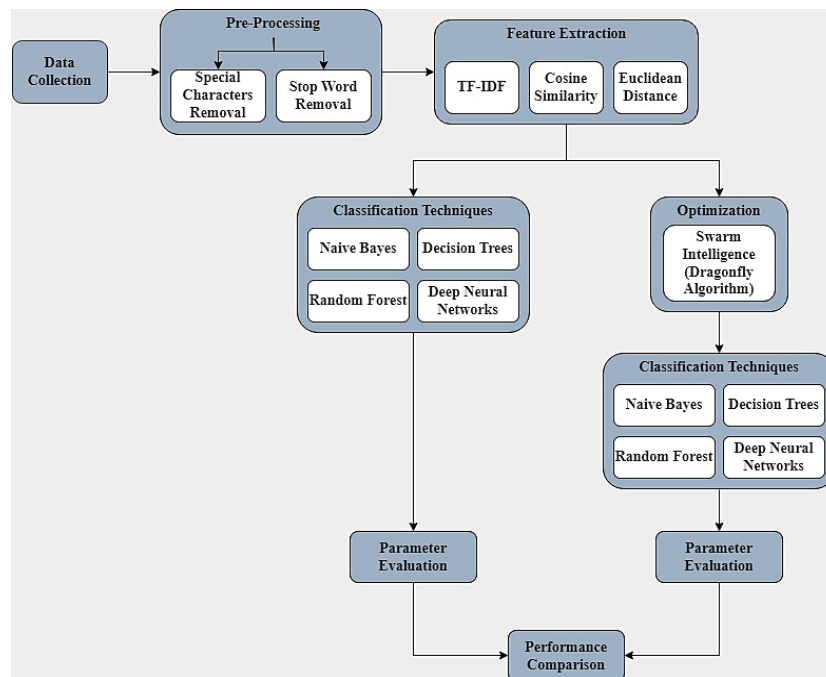 Data
Collection
Pre-Processing
Special
Characters
Removal
Stop Word
Removal
Feature Extraction
TF-IDF
Cosine
Similarity
Euclidean
Distance
Classification Techniques
Naive Bayes
Decision Trees
Random Forest
Deep Neural
Networks
Optimization
Swarm
Intelligence
(Dragonfly
Algorithm)
Classification Techniques
Naive Bayes
Decision Trees
Random Forest
Deep Neural
Networks
Parameter
Evaluation
Parameter
Evaluation
Performance
Comparison